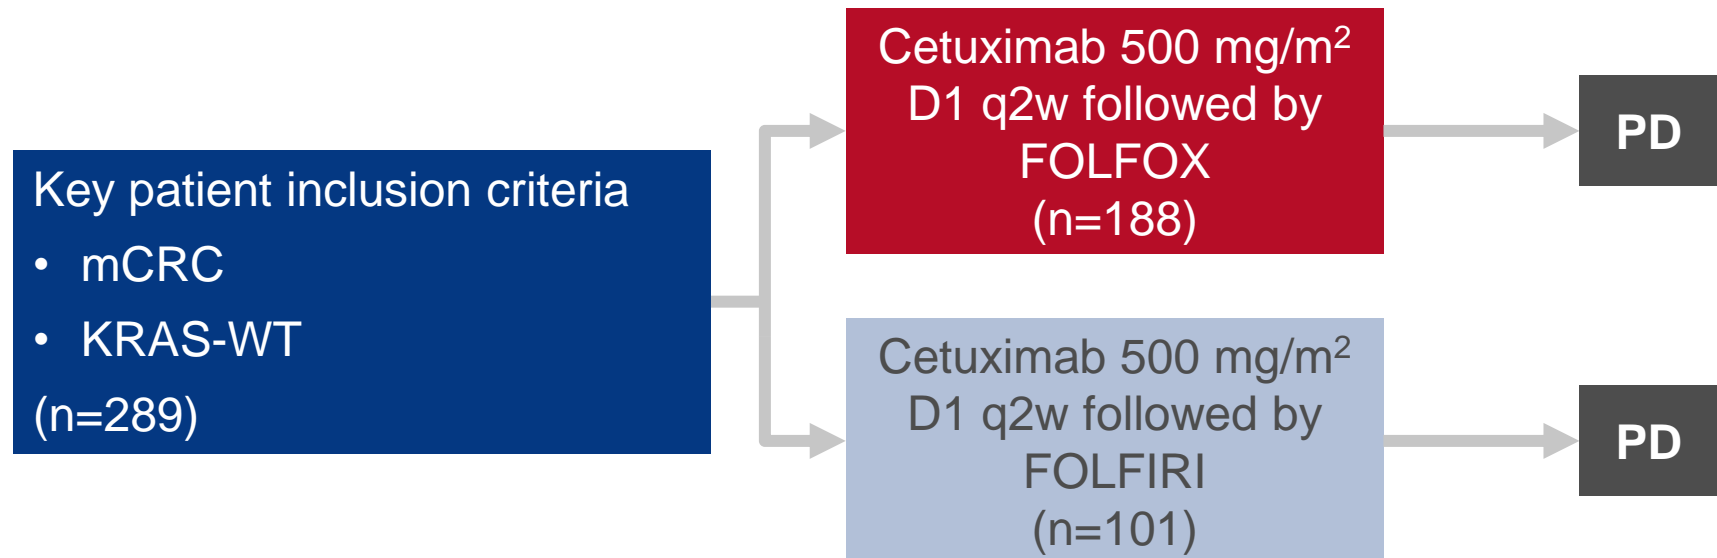 Key patient inclusion criteria
• mCRC
• KRAS-WT
(n=289)
Cetuximab 500 mg/m²
D1 q2w followed by
FOLFOX
(n=188)
PD
Cetuximab 500 mg/m²
D1 q2w followed by
FOLFIRI
(n=101)
PD